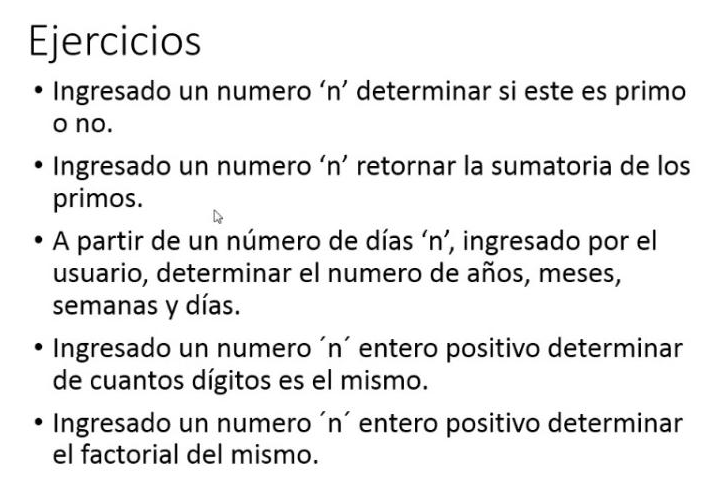 Ejercicios
• Ingresado un numero ‘n’ determinar si este es primo
o no.
• Ingresado un numero ‘n’ retornar la sumatoria de los
primos.
• A partir de un número de días ‘n’, ingresado por el
usuario, determinar el numero de años, meses,
semanas y días.
• Ingresado un numero ´n´ entero positivo determinar
de cuantos dígitos es el mismo.
• Ingresado un numero ´n´ entero positivo determinar
el factorial del mismo.